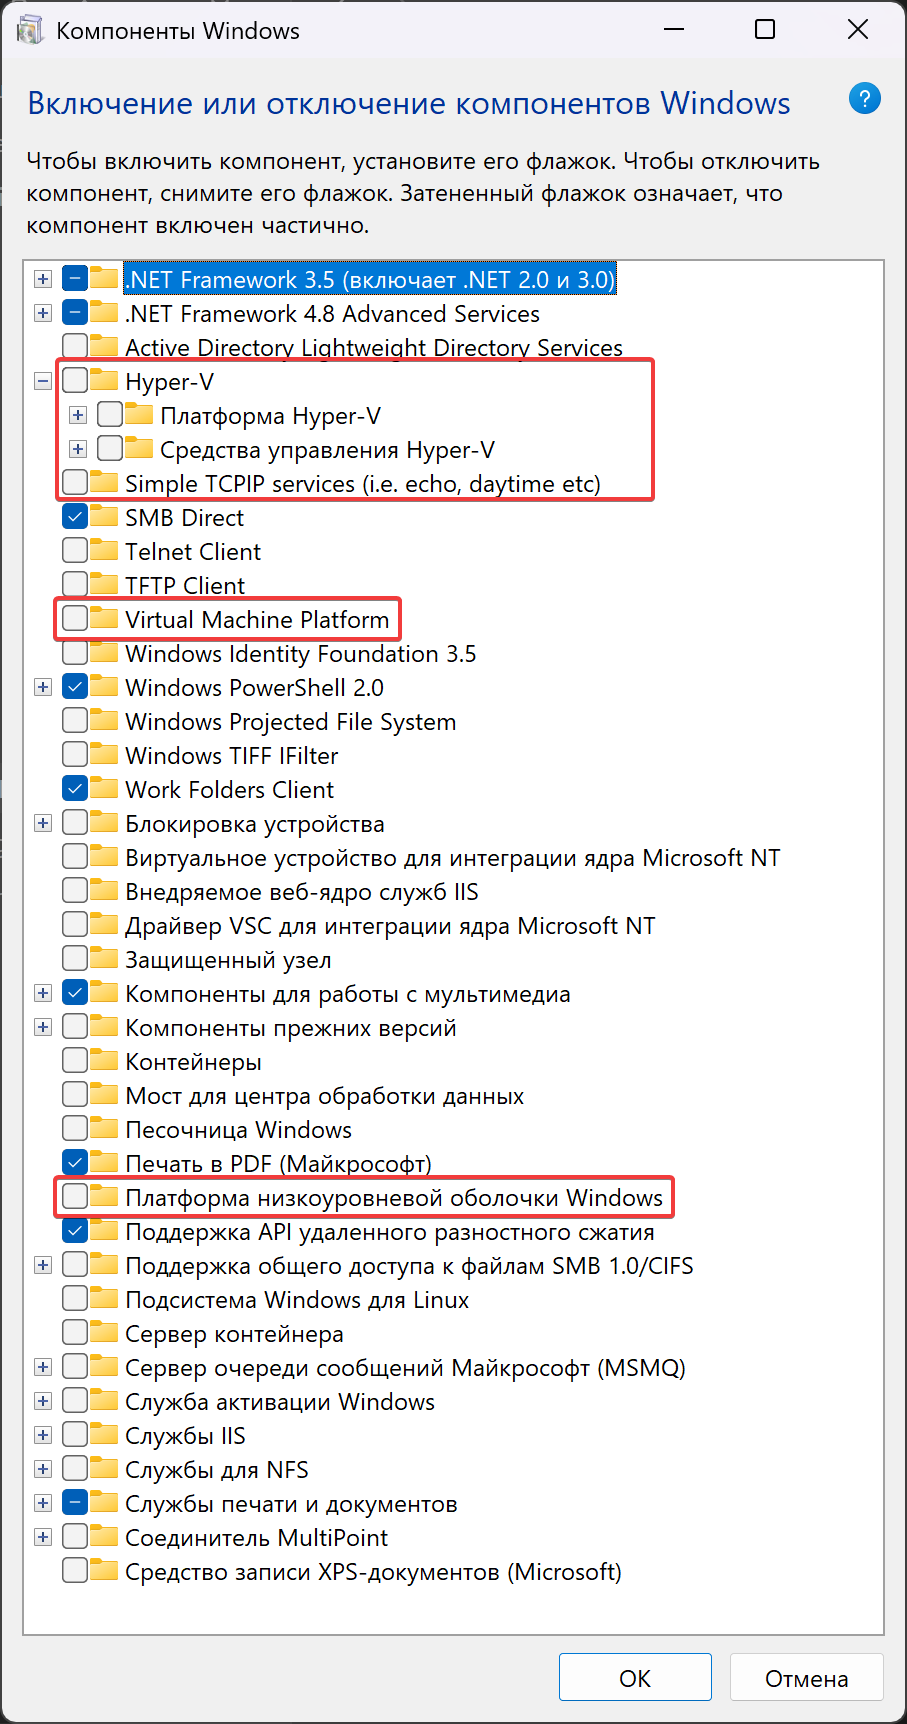 Компоненты Windows
Включение или отключение компонентов Windows
?
Чтобы включить компонент, установите его флажок. Чтобы отключить
компонент, снимите его флажок. Затененный флажок означает, что
компонент включен частично.
.NET Framework 3.5 (включает .NET 2.0 и 3.0)
.NET Framework 4.8 Advanced Services
Active Directory Lightweight Directory Services
Hyper-V
Платформа Hyper-V
Средства управления Hyper-V
Simple TCPIP services (i.e. echo, daytime etc)
SMB Direct
Telnet Client
TFTP Client
Virtual Machine Platform
Windows Identity Foundation 3.5
Windows PowerShell 2.0
Windows Projected File System
Windows TIFF IFilter
Work Folders Client
Блокировка устройства
Виртуальное устройство для интеграции ядра Microsoft NT
Внедряемое веб-ядро служб IIS
Драйвер VSC для интеграции ядра Microsoft NT
Защищенный узел
Компоненты для работы с мультимедиа
Компоненты прежних версий
Контейнеры
Мост для центра обработки данных
Песочница Windows
Печать в PDF (Майкрософт)
Платформа низкоуровневой оболочки Windows
Поддержка API удаленного разностного сжатия
Поддержка общего доступа к файлам SMB 1.0/CIFS
Подсистема Windows для Linux
Сервер контейнера
Сервер очереди сообщений Майкрософт (MSMQ)
Служба активации Windows
Службы IIS
Службы для NFS
Службы печати и документов
Соединитель MultiPoint
Средство записи XPS-документов (Microsoft)
ОК
Отмена